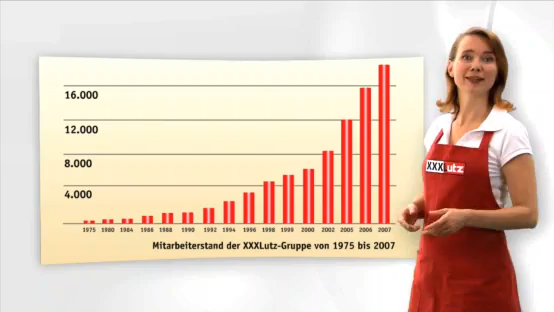 16.000
12.000
8.000
4.000
1975 1980 1984 1986 1988 1990 1992 1994 1996 1998 1999 2000 2002 2005 2006 2007
Mitarbeiterstand der XXXLutz-Gruppe von 1975 bis 2007
XXXLutz